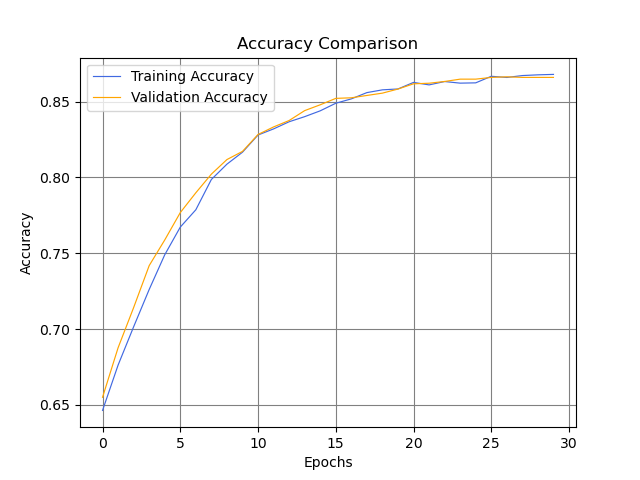 Accuracy Comparison
Training Accuracy
Validation Accuracy
0.85
0.80
0.75
0.70
0.65
Accuracy
0 5 10 15 20 25 30
Epochs